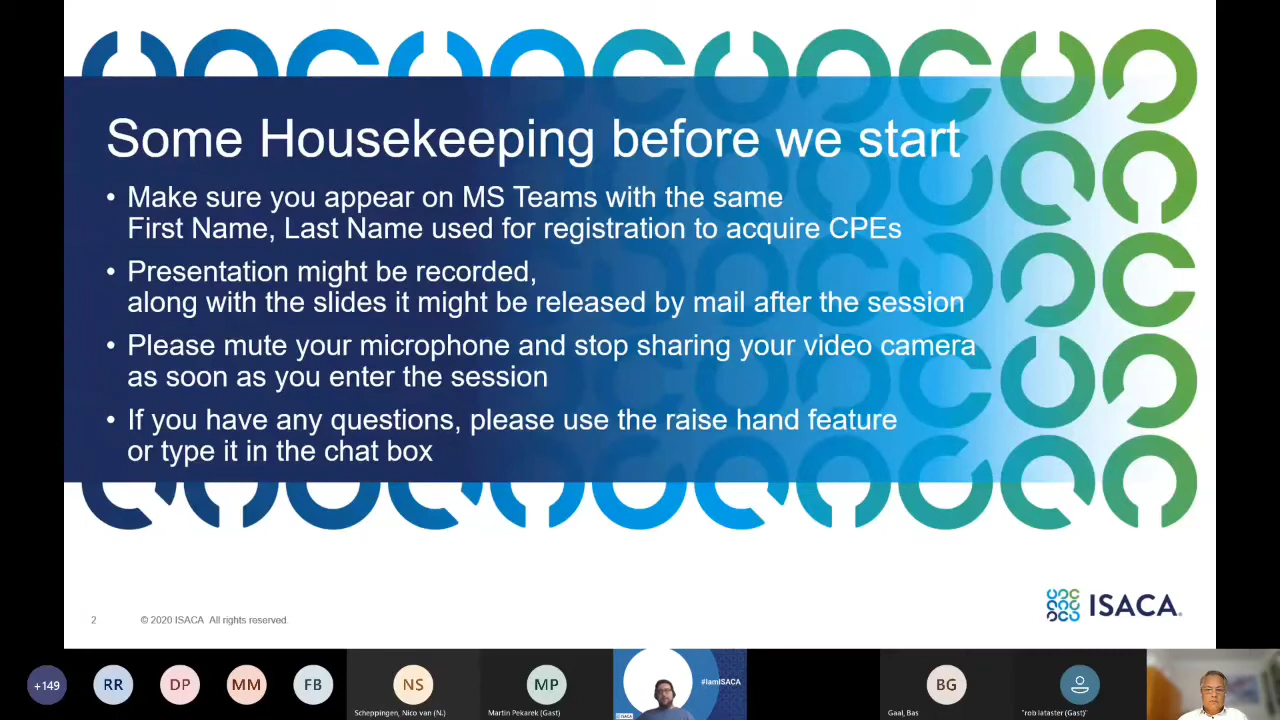 Some Housekeeping before we start
• Make sure you appear on MS Teams with the same
First Name, Last Name used for registration to acquire CPEs
• Presentation might be recorded,
along with the slides it might be released by mail after the session
• Please mute your microphone and stop sharing your video camera
as soon as you enter the session
• If you have any questions, please use the raise hand feature
or type it in the chat box
2
© 2020 ISACA All rights reserved.
ISACA.
+149
RR
DP
MM
FB
NS
Scheppingen, Nico van (N.)
MP
Martin Pekarek (Gast)
#IamISACA
ISACA
BG
Gaal, Bas
"rob lataster (Gast)"